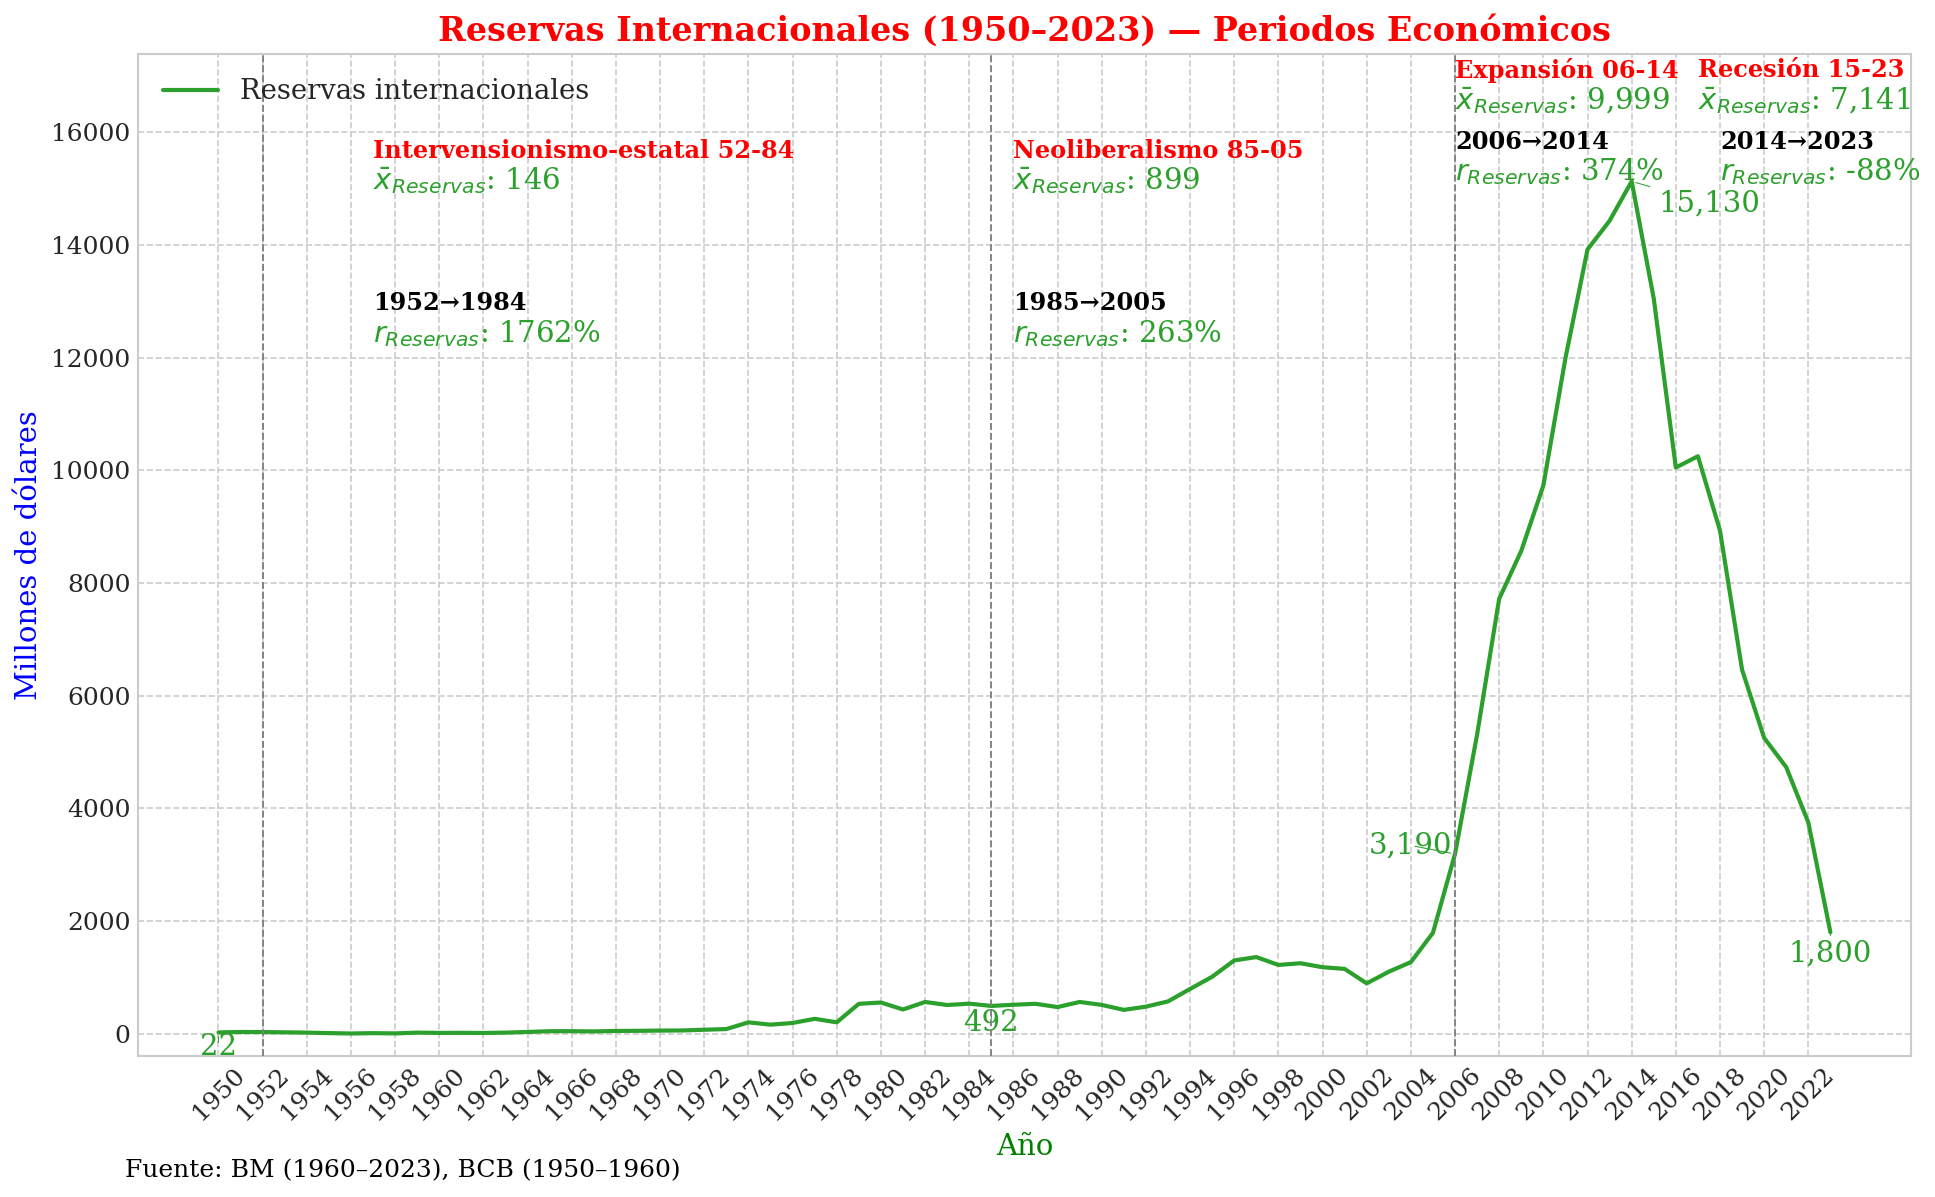 Reservas Internacionales (1950–2023) — Periodos Económicos
Reservas internacionales
Expansión 06-14
x̄Reservas: 9,999
2006→2014
rReservas: 374%
Recesión 15-23
x̄Reservas: 7,141
2014→2023
rReservas: -88%
Intervensionismo-estatal 52-84
x̄Reservas: 146
1952→1984
rReservas: 1762%
Neoliberalismo 85-05
x̄Reservas: 899
1985→2005
rReservas: 263%
15,130
3,190
1,800
492
22
Millones de dólares
16000
14000
12000
10000
8000
6000
4000
2000
0
1950 1952 1954 1956 1958 1960 1962 1964 1966 1968 1970 1972 1974 1976 1978 1980 1982 1984 1986 1988 1990 1992 1994 1996 1998 2000 2002 2004 2006 2008 2010 2012 2014 2016 2018 2020 2022
Año
Fuente: BM (1960–2023), BCB (1950–1960)